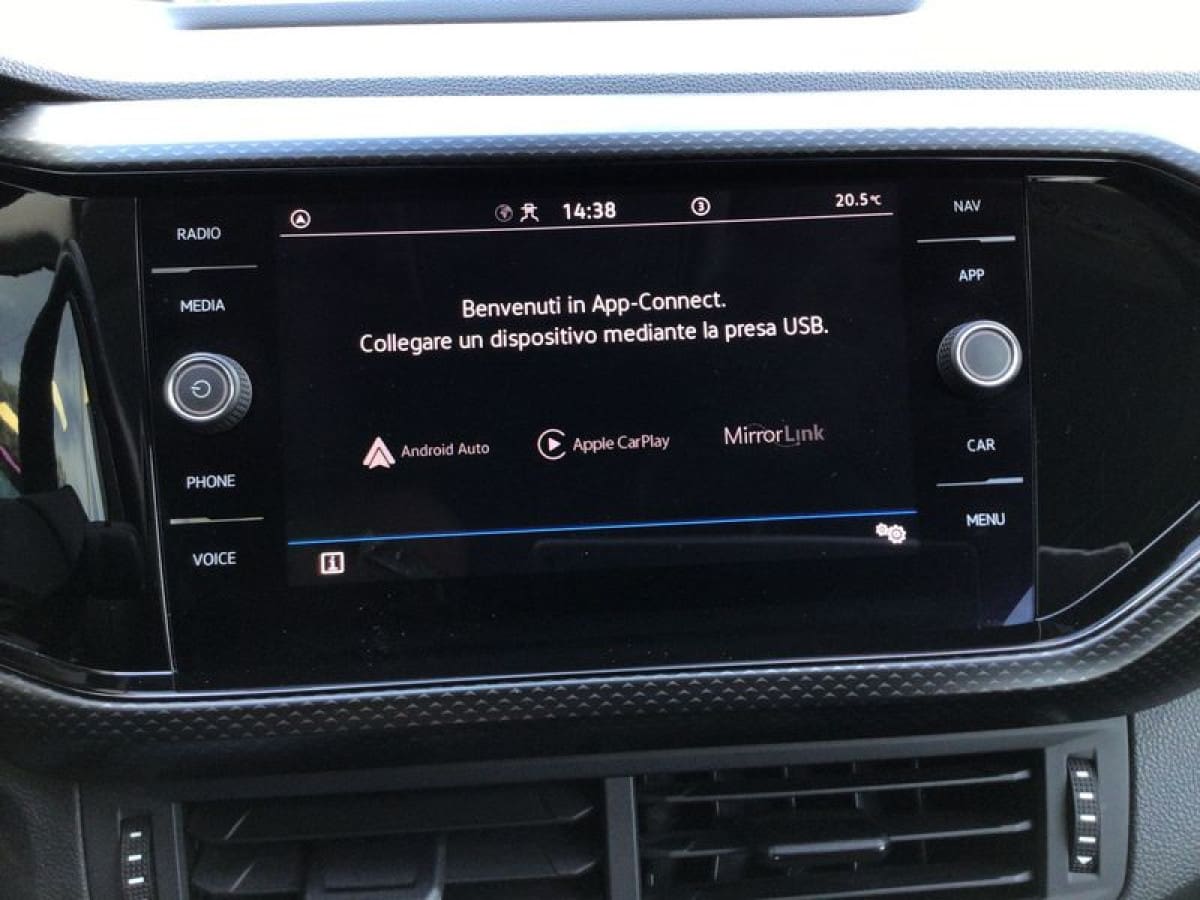 RADIO
MEDIA
PHONE
VOICE
14:38
3
20.5°C
Benvenuti in App-Connect.
Collegare un dispositivo mediante la presa USB.
Android Auto
Apple CarPlay
MirrorLink
i
NAV
APP
CAR
MENU